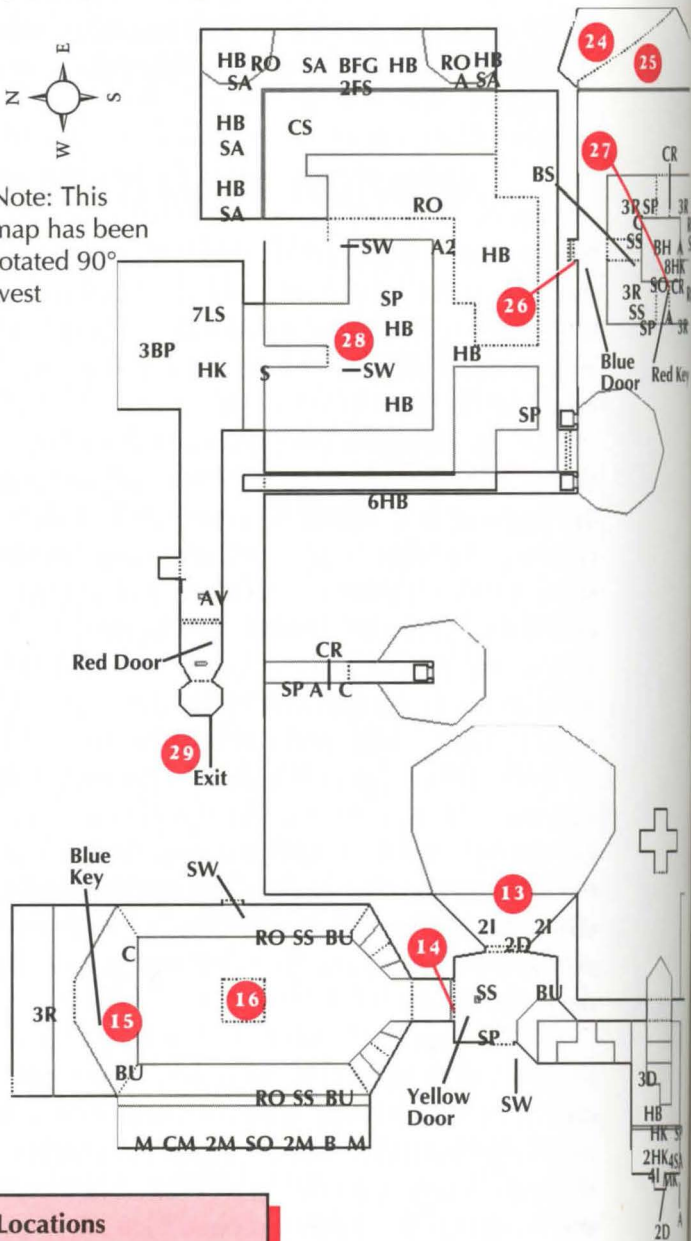 E
N
S
W
Note: This
map has been
rotated 90°
west
HB RO SA BFG HB RO HB
SA 2FS A SA
HB CS
SA
HB
SA RO
SW A2 HB
SP
HB
7LS
3BP
HK S
28
SW
HB
HB
SP
6HB
24
25
27
CR
BS
3R SP 3R
C
SS BH A
8HK
SO CR
3R
SS A
SP 3R
26
Blue
Door
Red Key
AV
Red Door
CR
SP A C
29
Exit
Blue
Key
SW
13
2I 2I
2D
14
C
RO SS BU
3R
15
16
SS BU
SP
BU
RO SS BU
Yellow
Door
SW
M CM 2M SO 2M B M
3D
HB
HK
2HK 4SA
4I
2D
A
Locations